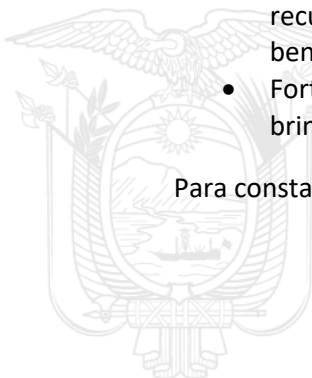 recu
ben
• Fort
brin
Para consta